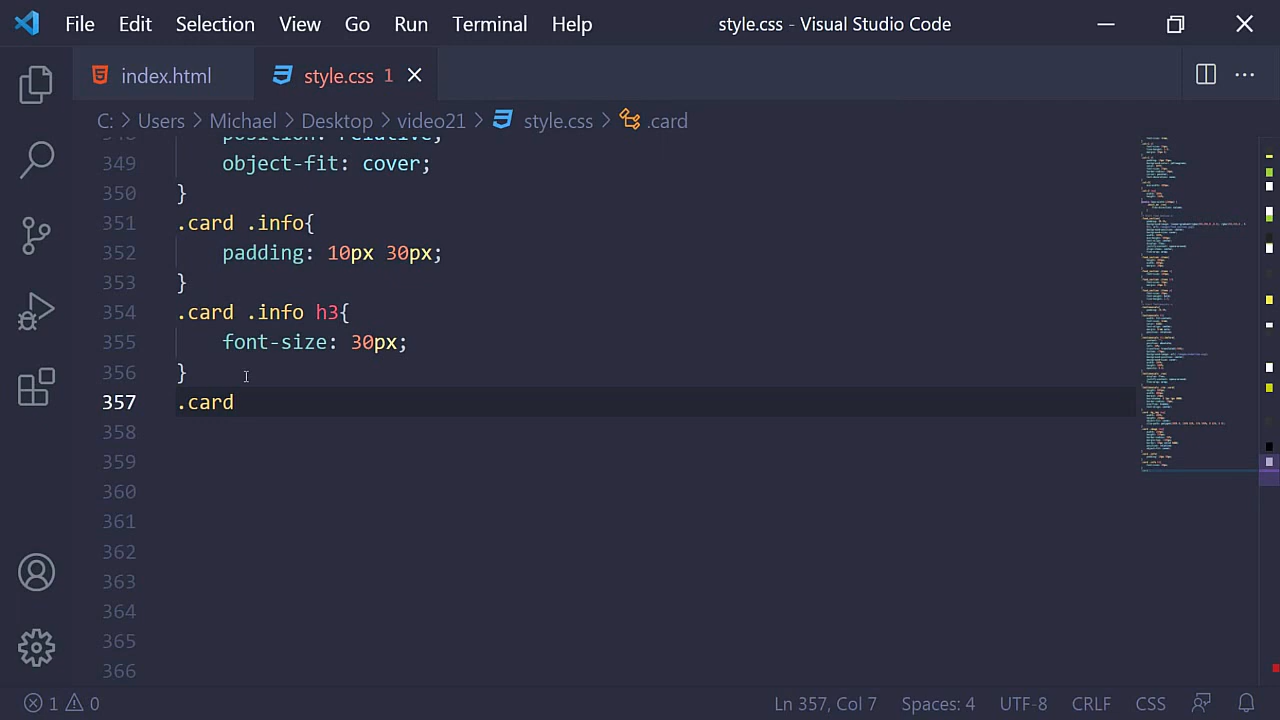 File Edit Selection View Go Run Terminal Help style.css - Visual Studio Code
index.html style.css 1
C: > Users > Michael > Desktop > video21 > style.css > .card
348 position: relative;
349 object-fit: cover;
350 }
351 .card .info{
352 padding: 10px 30px;
353 }
354 .card .info h3{
355 font-size: 30px;
356 }
357 .card
358
359
360
361
362
363
364
365
366
1 0 Ln 357, Col 7 Spaces: 4 UTF-8 CRLF CSS